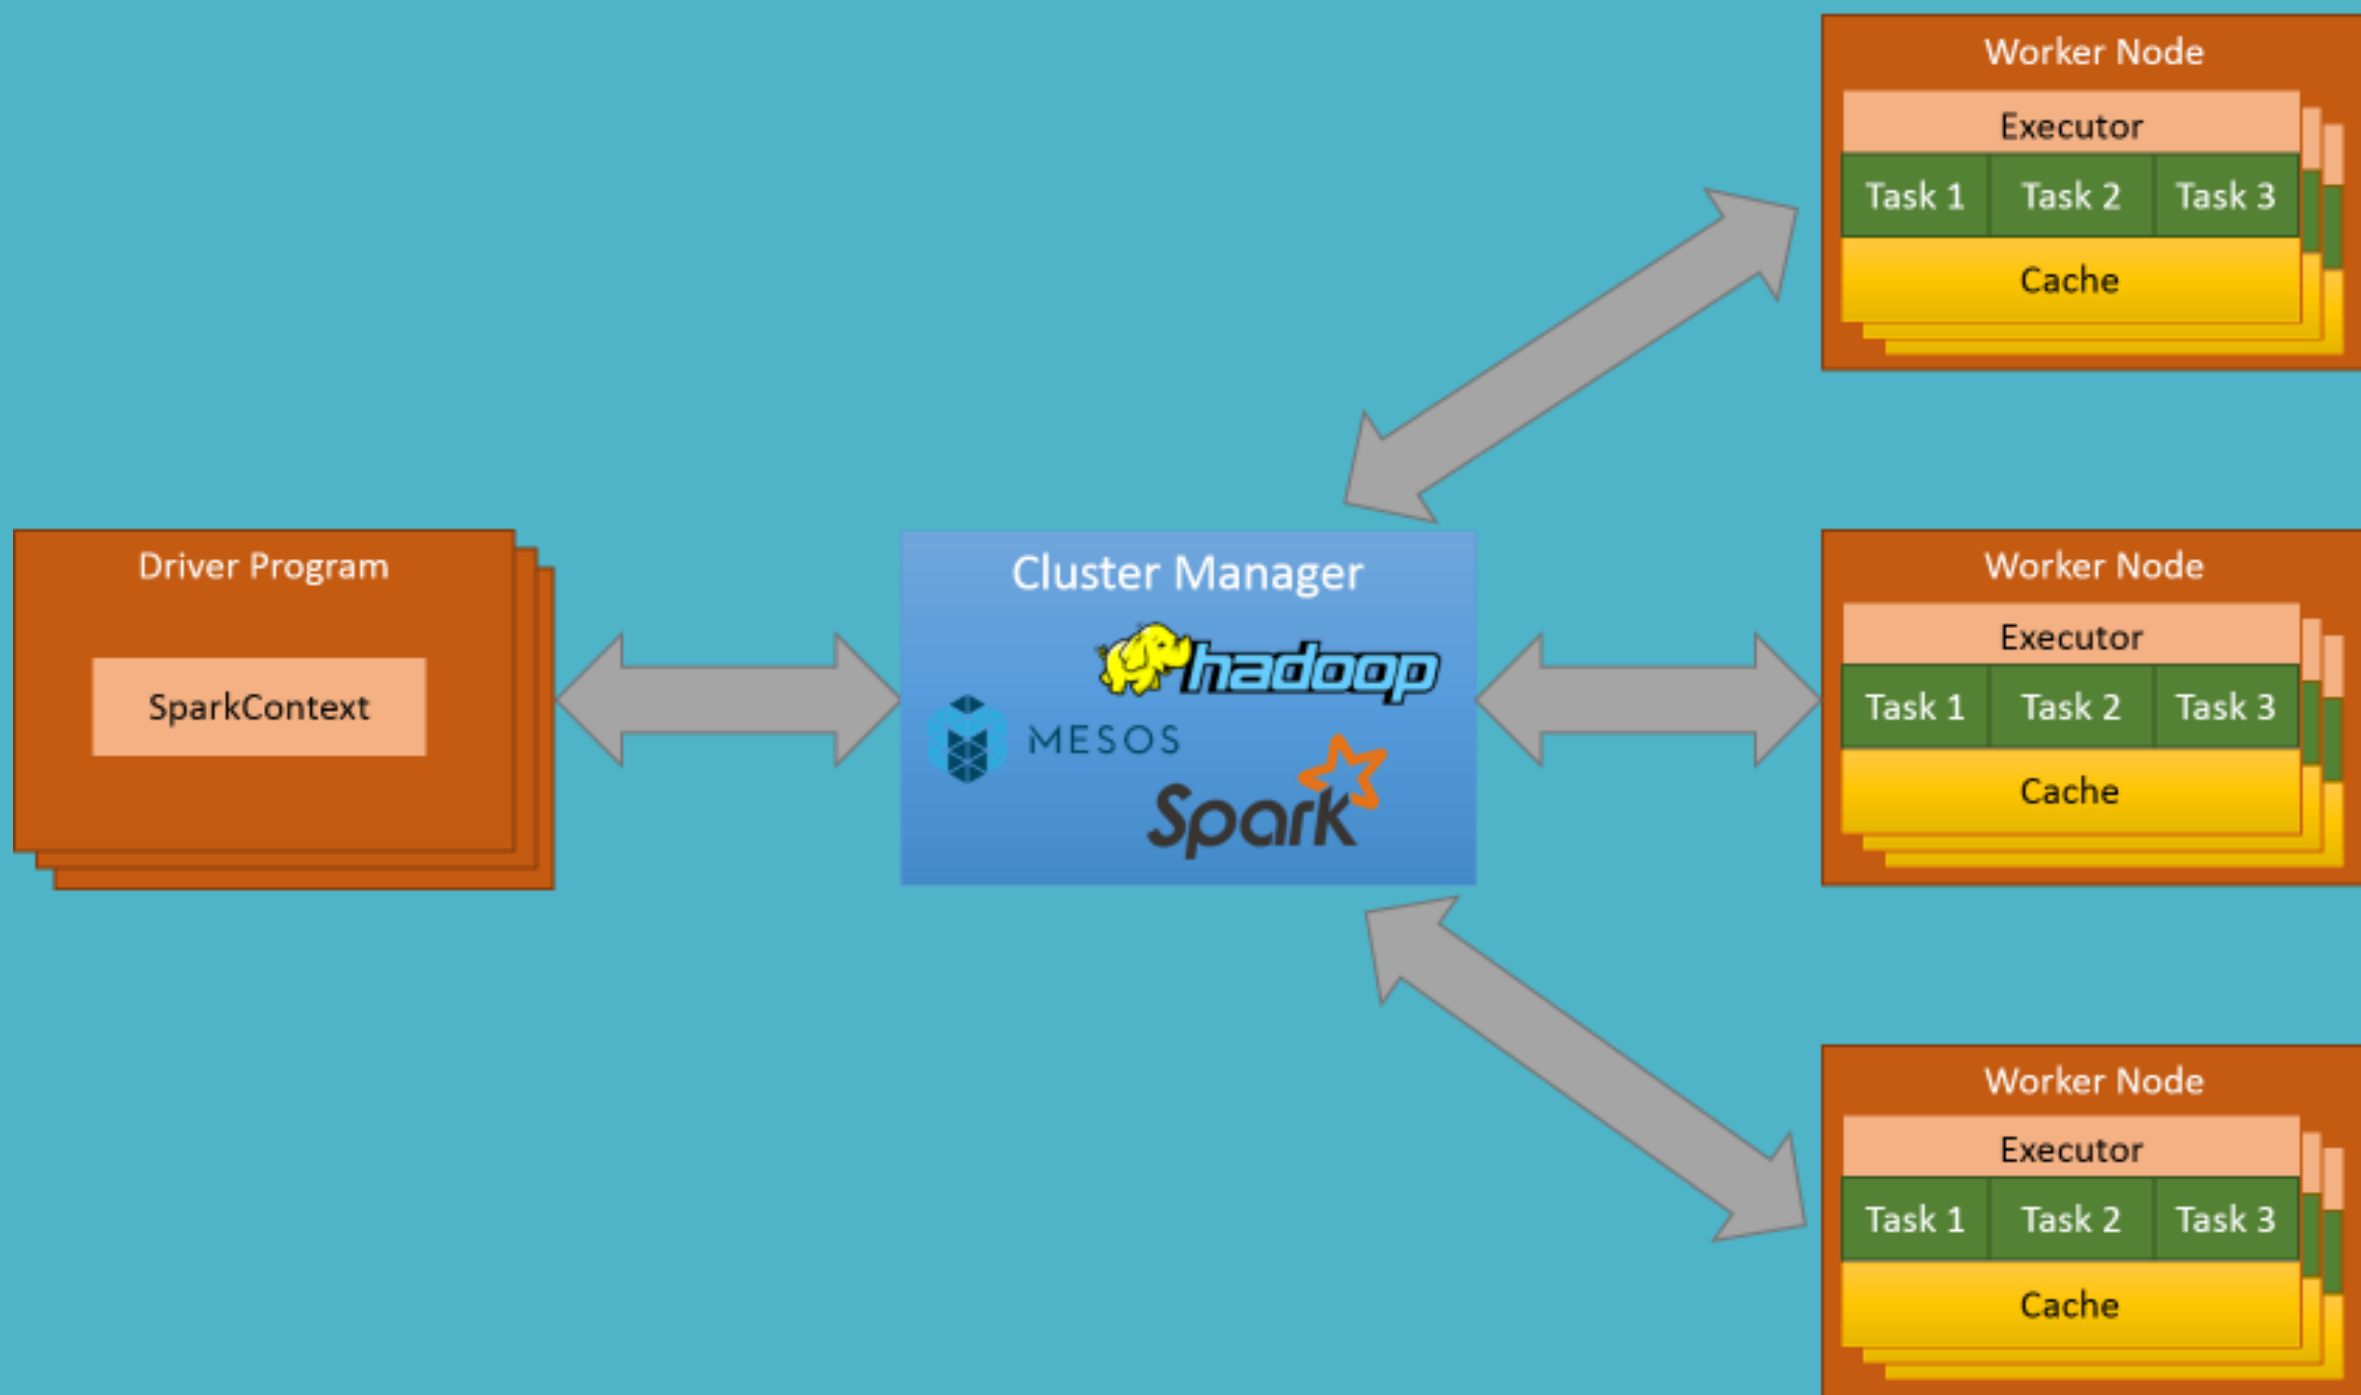 Worker Node
Executor
Task 1 Task 2 Task 3
Cache
Driver Program
SparkContext
Cluster Manager
hadoop
MESOS
Spark
Worker Node
Executor
Task 1 Task 2 Task 3
Cache
Worker Node
Executor
Task 1 Task 2 Task 3
Cache